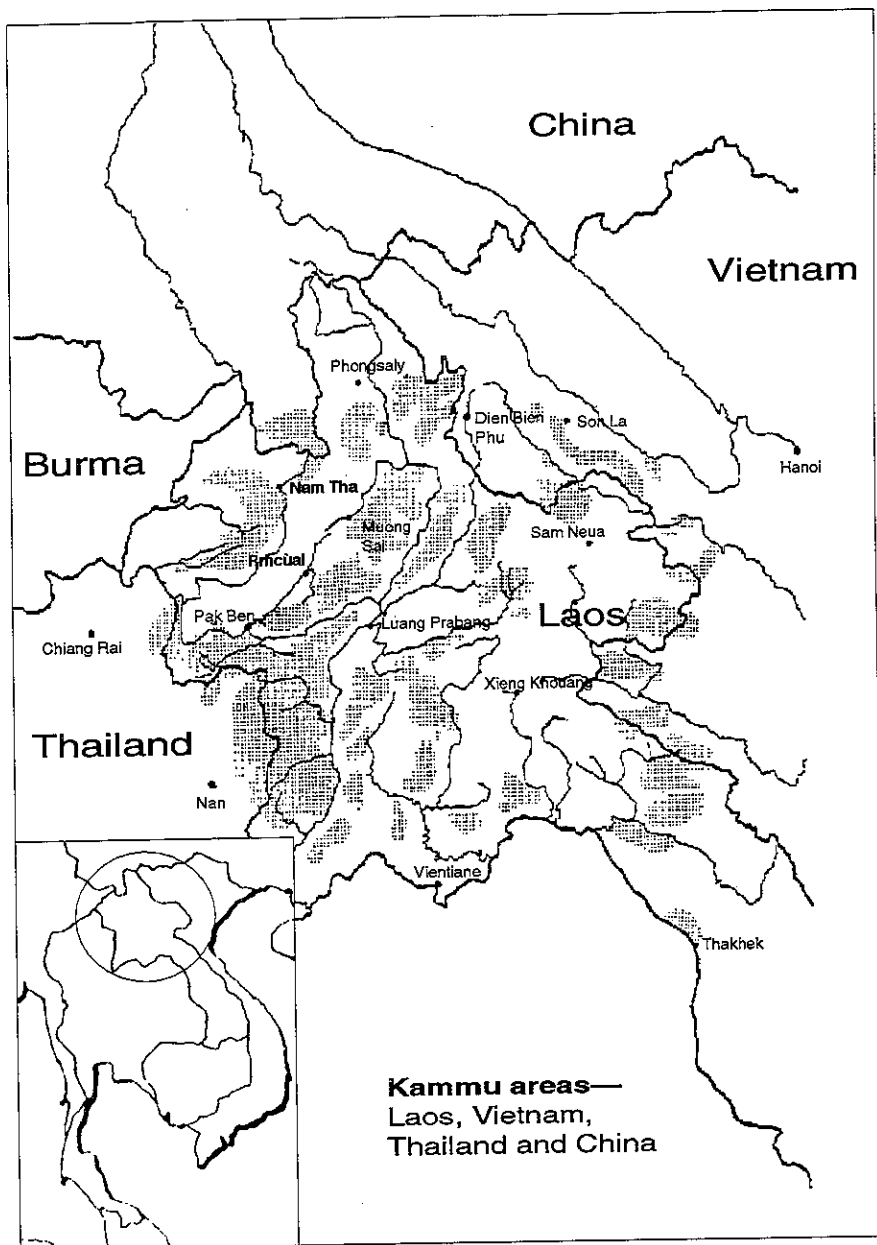 China
Vietnam
Phongsaly
Dien Bien
Phu
Son La
Hanoi
Burma
Nam Tha
Muong
Sai
Sam Neua
Rmcual
Pak Ben
Luang Prabang
Laos
Chiang Rai
Xieng Khouang
Thailand
Nan
Vientiane
Thakhek
Kammu areas—
Laos, Vietnam,
Thailand and China